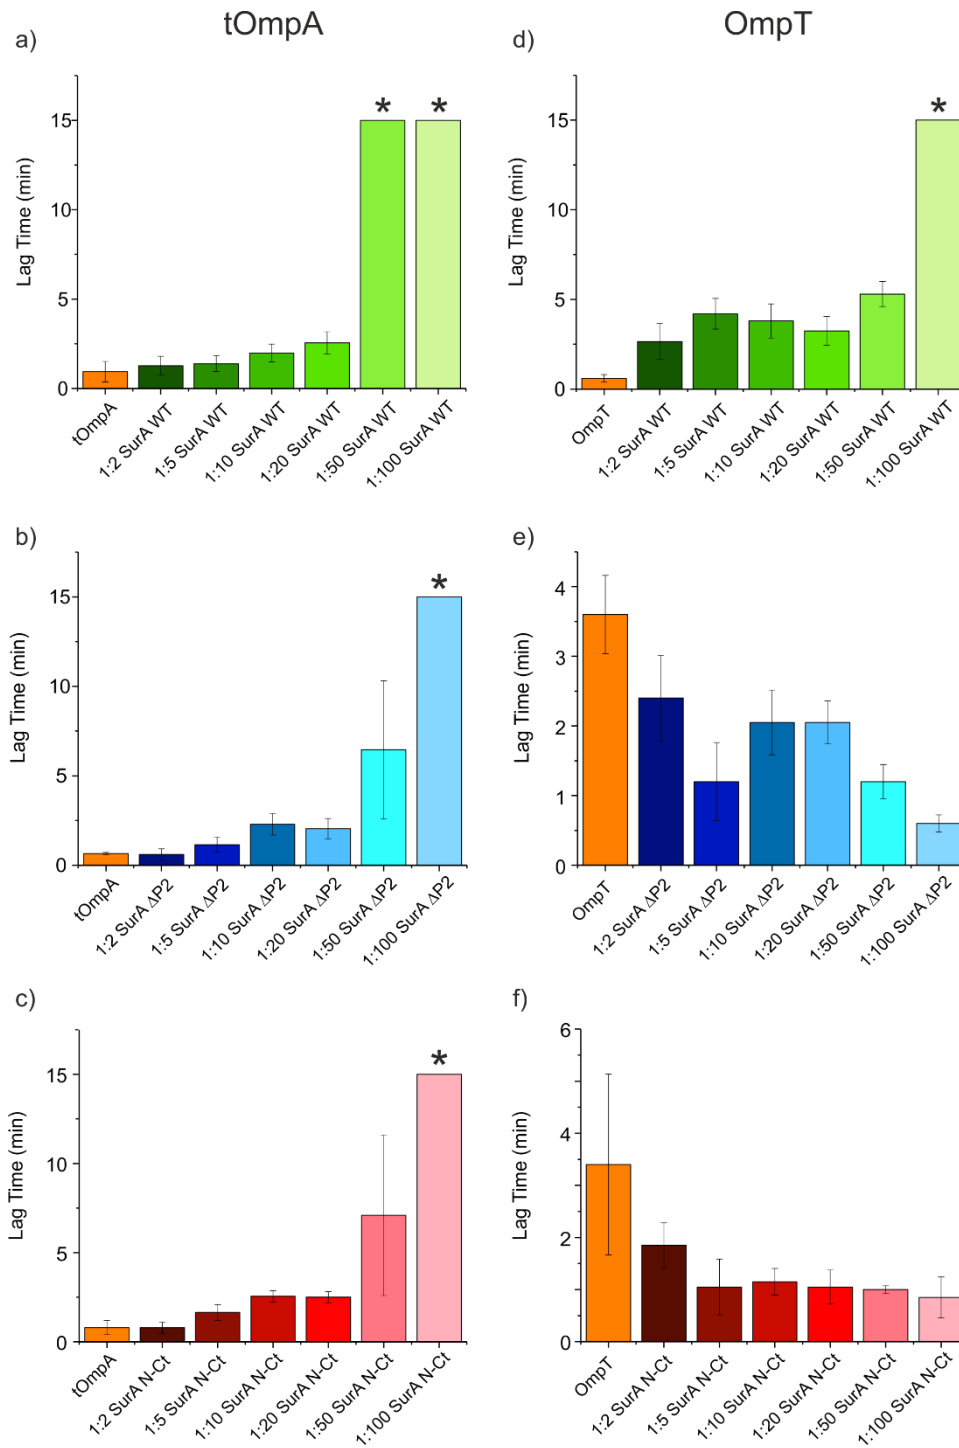 tOmpA
OmpT
a)
Lag Time (min)
15
10
5
0
*
*
tOmpA
1:2 SurA WT
1:5 SurA WT
1:10 SurA WT
1:20 SurA WT
1:50 SurA WT
1:100 SurA WT
d)
Lag Time (min)
15
10
5
0
*
OmpT
1:2 SurA WT
1:5 SurA WT
1:10 SurA WT
1:20 SurA WT
1:50 SurA WT
1:100 SurA WT
b)
Lag Time (min)
15
10
5
0
*
tOmpA
1:2 SurA ΔP2
1:5 SurA ΔP2
1:10 SurA ΔP2
1:20 SurA ΔP2
1:50 SurA ΔP2
1:100 SurA ΔP2
e)
Lag Time (min)
4
3
2
1
0
OmpT
1:2 SurA ΔP2
1:5 SurA ΔP2
1:10 SurA ΔP2
1:20 SurA ΔP2
1:50 SurA ΔP2
1:100 SurA ΔP2
c)
Lag Time (min)
15
10
5
0
*
tOmpA
1:2 SurA N-Ct
1:5 SurA N-Ct
1:10 SurA N-Ct
1:20 SurA N-Ct
1:50 SurA N-Ct
1:100 SurA N-Ct
f)
Lag Time (min)
6
4
2
0
OmpT
1:2 SurA N-Ct
1:5 SurA N-Ct
1:10 SurA N-Ct
1:20 SurA N-Ct
1:50 SurA N-Ct
1:100 SurA N-Ct